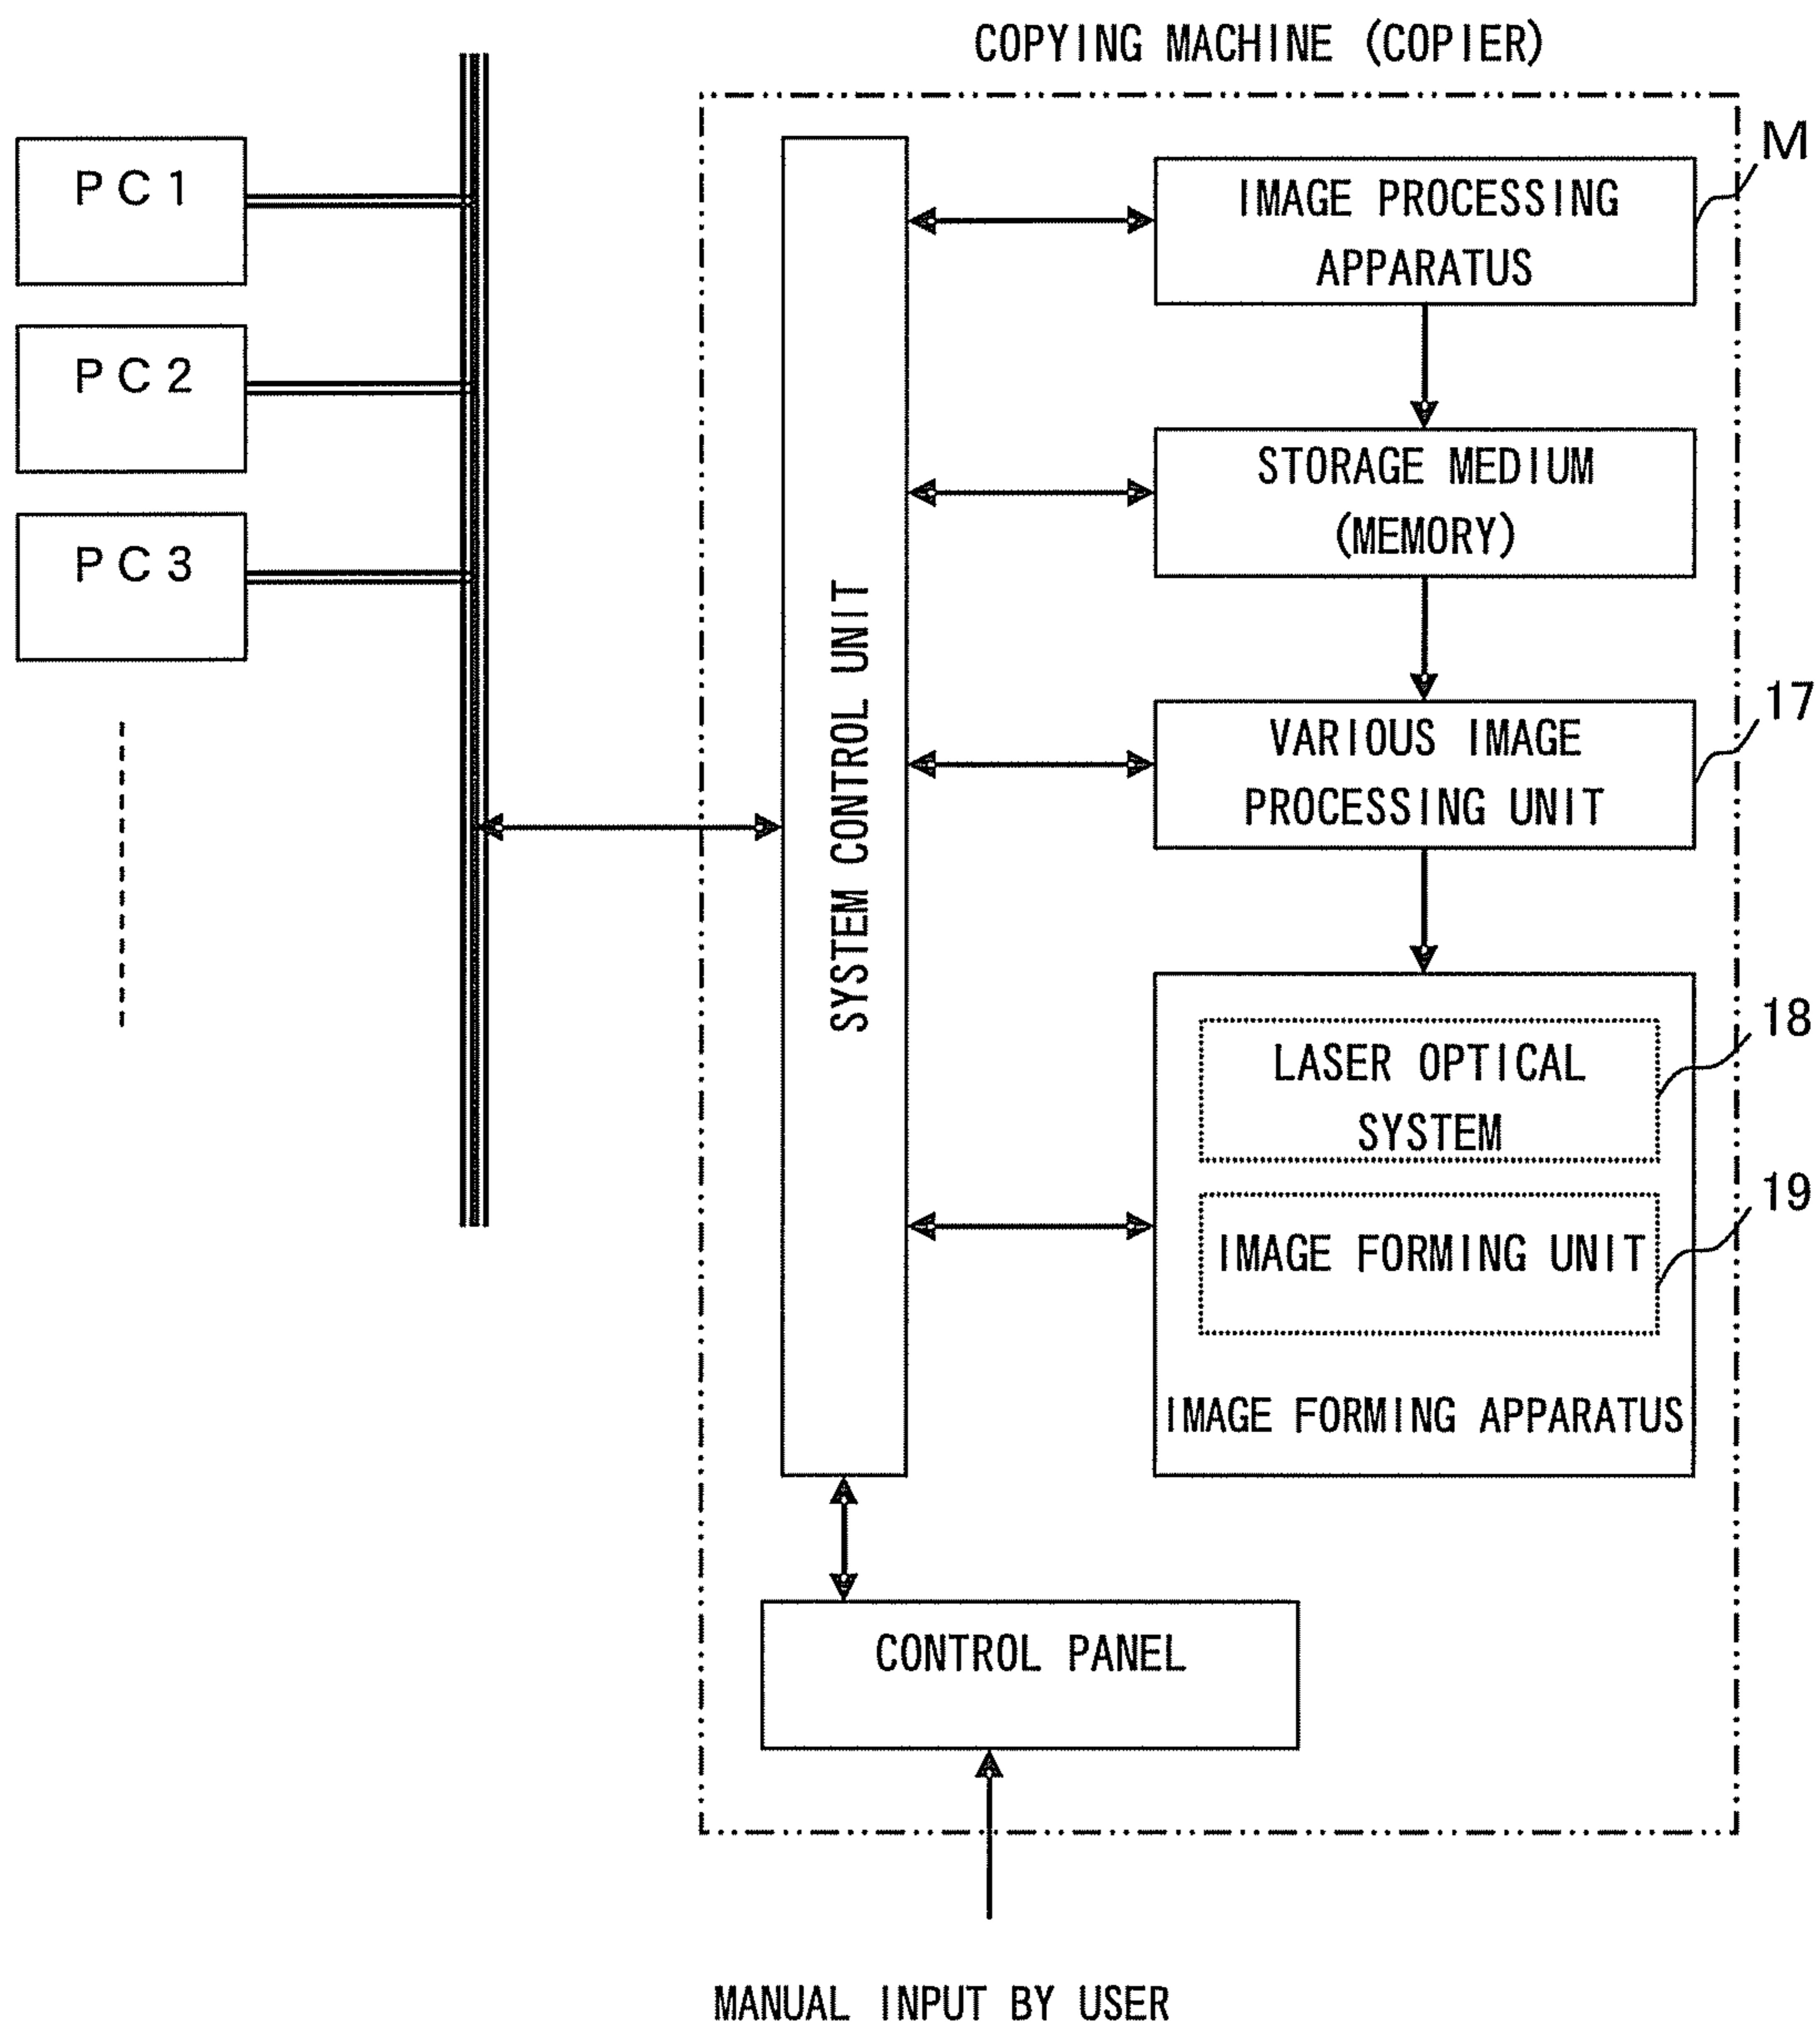 COPYING MACHINE (COPIER)
PC1
PC2
PC3
SYSTEM CONTROL UNIT
M
IMAGE PROCESSING
APPARATUS
STORAGE MEDIUM
(MEMORY)
17
VARIOUS IMAGE
PROCESSING UNIT
18
LASER OPTICAL
SYSTEM
19
IMAGE FORMING UNIT
IMAGE FORMING APPARATUS
CONTROL PANEL
MANUAL INPUT BY USER